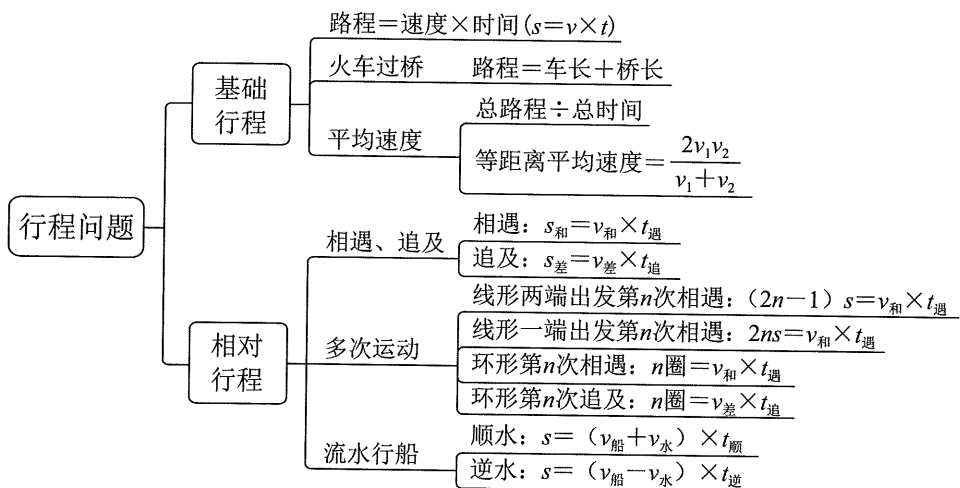 行程问题
基础
行程
路程=速度×时间(s=v×t)
火车过桥 路程=车长+桥长
平均速度
总路程÷总时间
等距离平均速度=2v₁v₂/(v₁+v₂)
相对
行程
相遇、追及
相遇：s和=v和×t遇
追及：s差=v差×t追
多次运动
线形两端出发第n次相遇：(2n-1) s=v和×t遇
线形一端出发第n次相遇：2ns=v和×t遇
环形第n次相遇：n圈=v和×t遇
环形第n次追及：n圈=v差×t追
流水行船
顺水：s=(v船+v水)×t顺
逆水：s=(v船-v水)×t逆